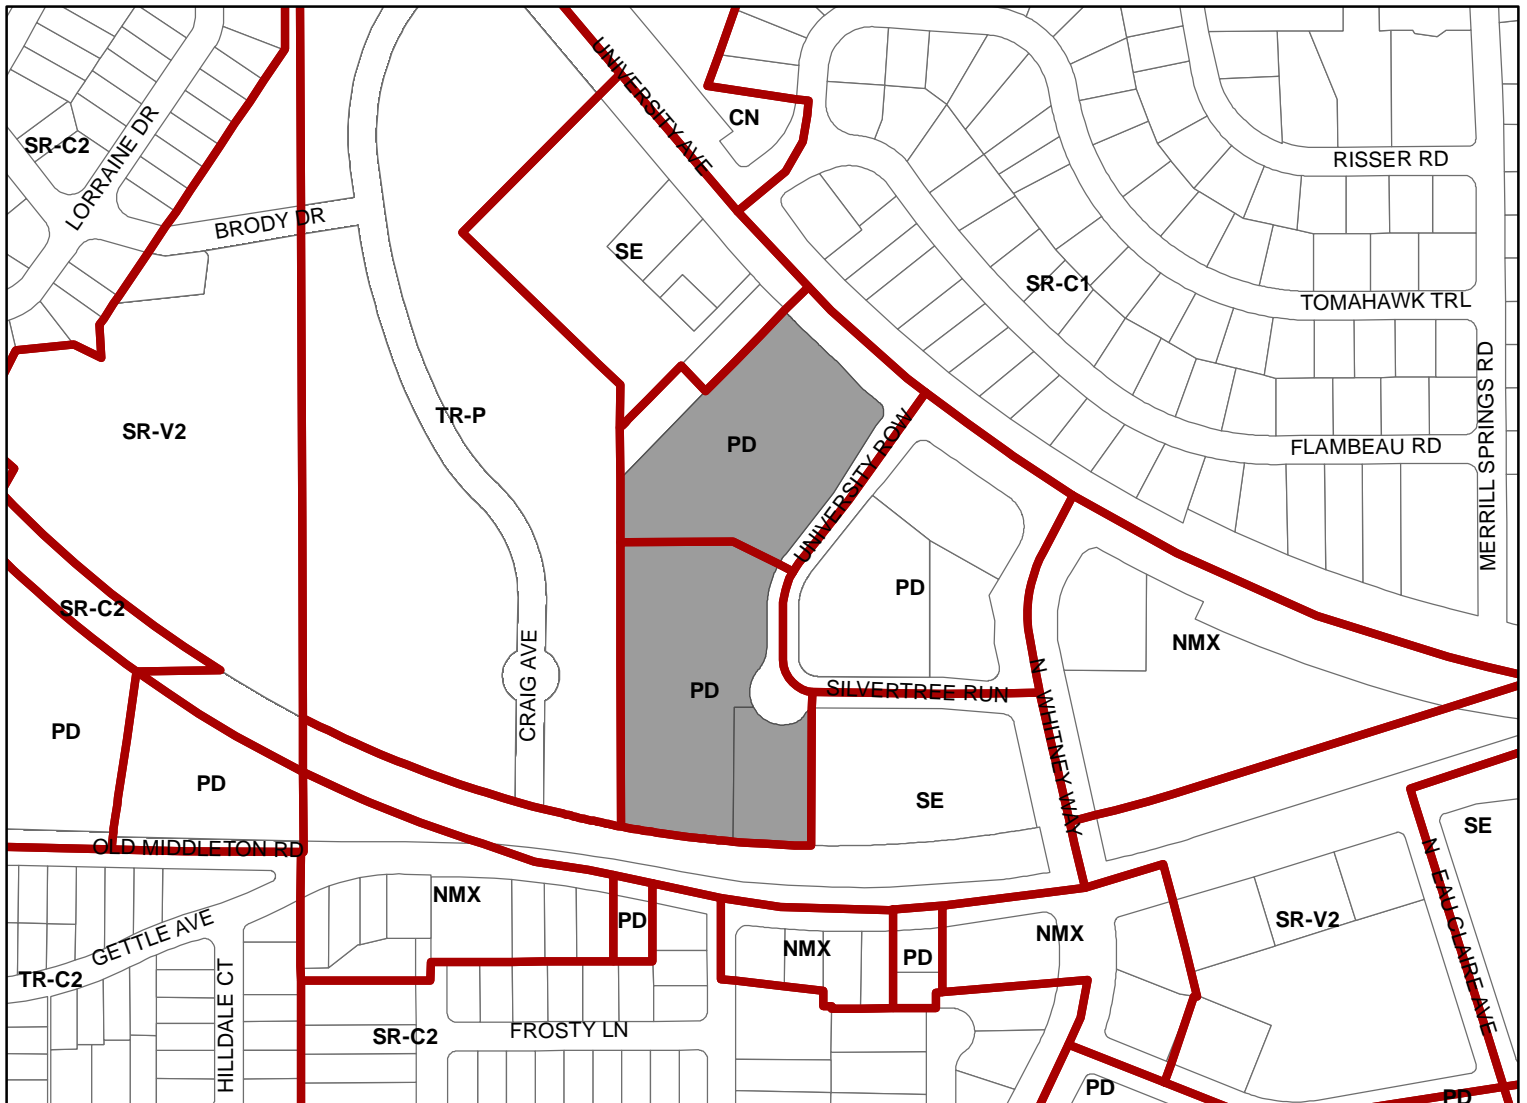 UNIVERSITY AVE
CN
SR-C2
LORRAINE DR
RISSER RD
BRODY DR
SE
SR-C1
TOMAHAWK TRL
MERRILL SPRINGS RD
TR-P
SR-V2
PD
UNIVERSITY ROW
FLAMBEAU RD
PD
SR-C2
NMX
CRAIG AVE
PD
SILVERTREE RUN
N WHITNEY WAY
PD
PD
SE
SE
OLD MIDDLETON RD
N EAU CLAIRE AVE
NMX
PD
NMX
PD
NMX
SR-V2
GETTLE AVE
TR-C2
HILLDALE CT
SR-C2
FROSTY LN
PD
PD